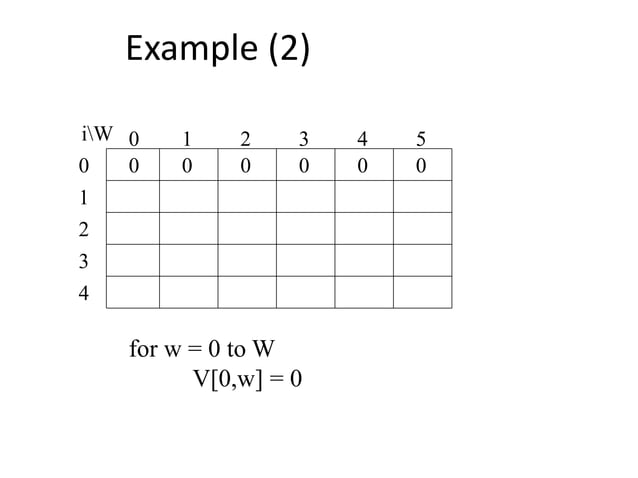 Example (2)
i\W 0 1 2 3 4 5
0 0 0 0 0 0 0
1
2
3
4
for w = 0 to W
V[0,w] = 0